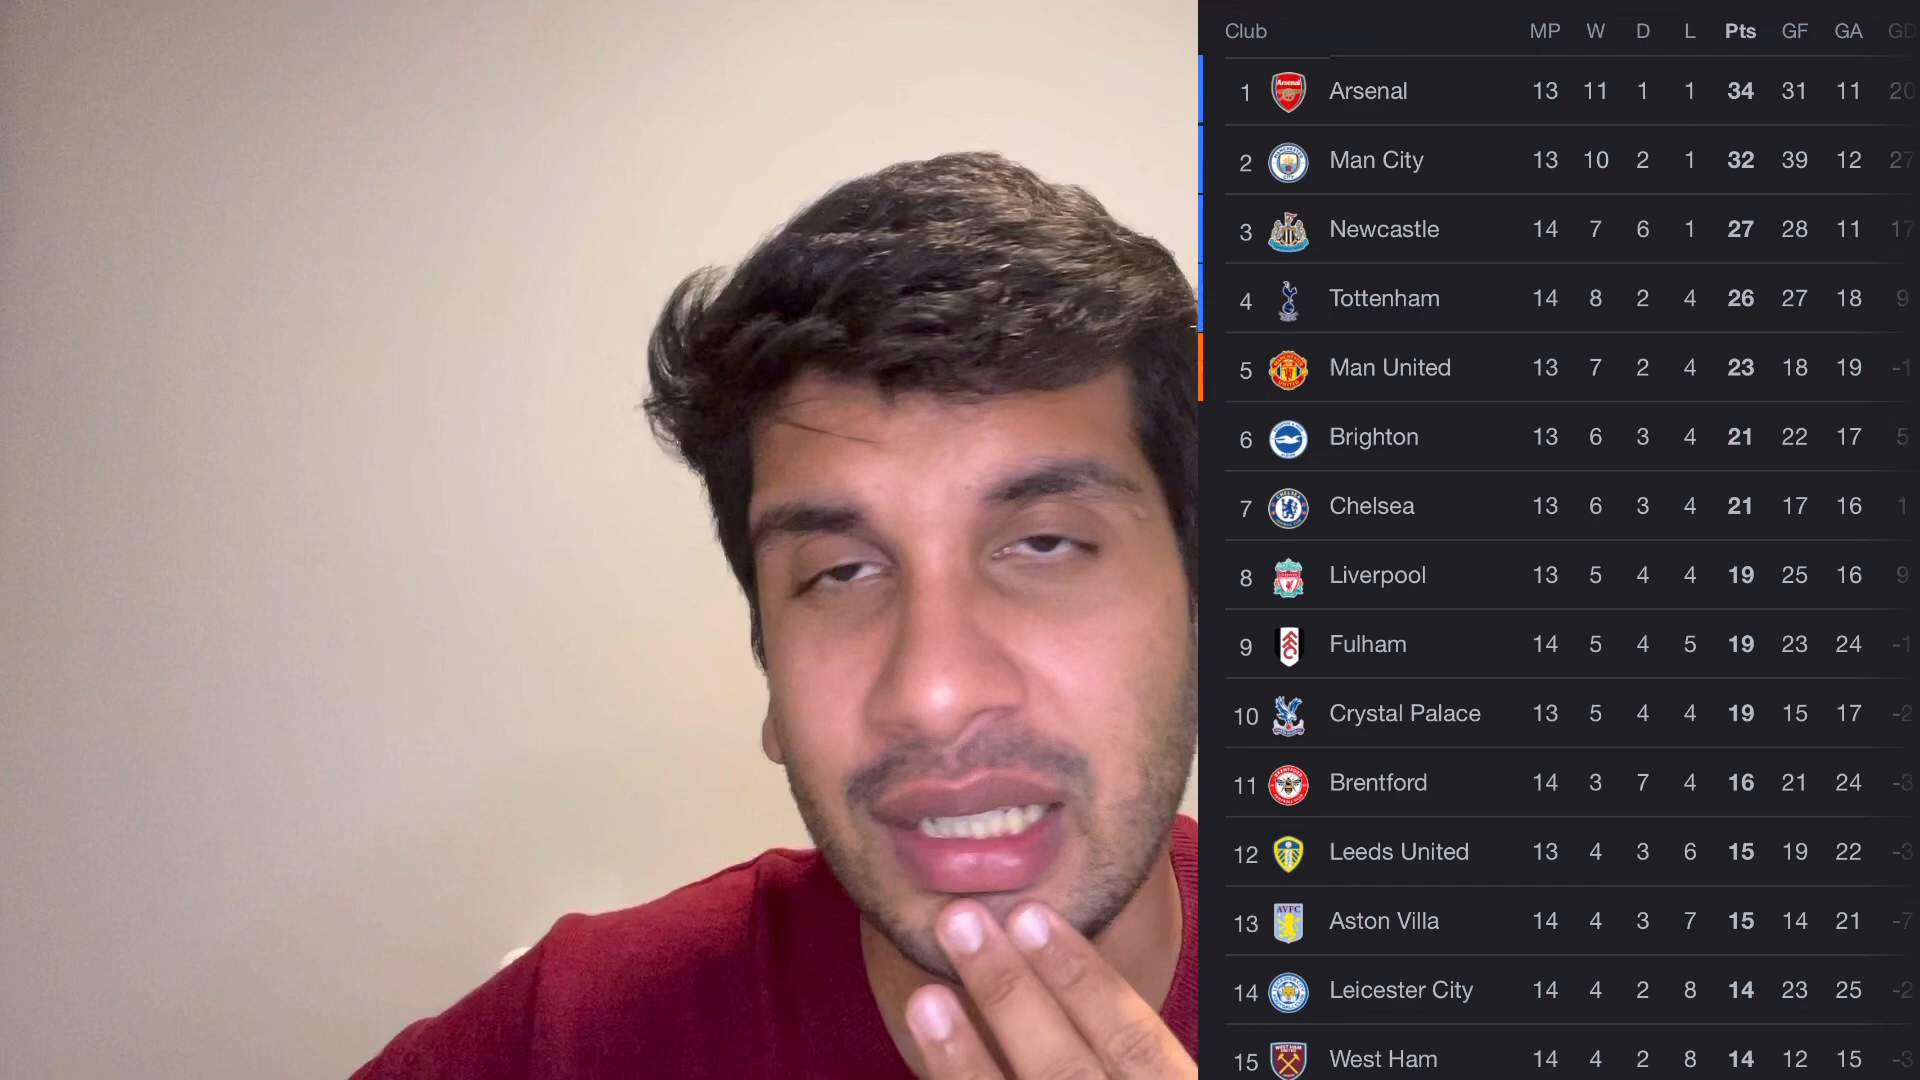 Club MP W D L Pts GF GA GD
1 Arsenal 13 11 1 1 34 31 11 20
2 Man City 13 10 2 1 32 39 12 27
3 Newcastle 14 7 6 1 27 28 11 17
4 Tottenham 14 8 2 4 26 27 18 9
5 Man United 13 7 2 4 23 18 19 -1
6 Brighton 13 6 3 4 21 22 17 5
7 Chelsea 13 6 3 4 21 17 16 1
8 Liverpool 13 5 4 4 19 25 16 9
9 Fulham 14 5 4 5 19 23 24 -1
10 Crystal Palace 13 5 4 4 19 15 17 -2
11 Brentford 14 3 7 4 16 21 24 -3
12 Leeds United 13 4 3 6 15 19 22 -3
13 Aston Villa 14 4 3 7 15 14 21 -7
14 Leicester City 14 4 2 8 14 23 25 -2
15 West Ham 14 4 2 8 14 12 15 -3